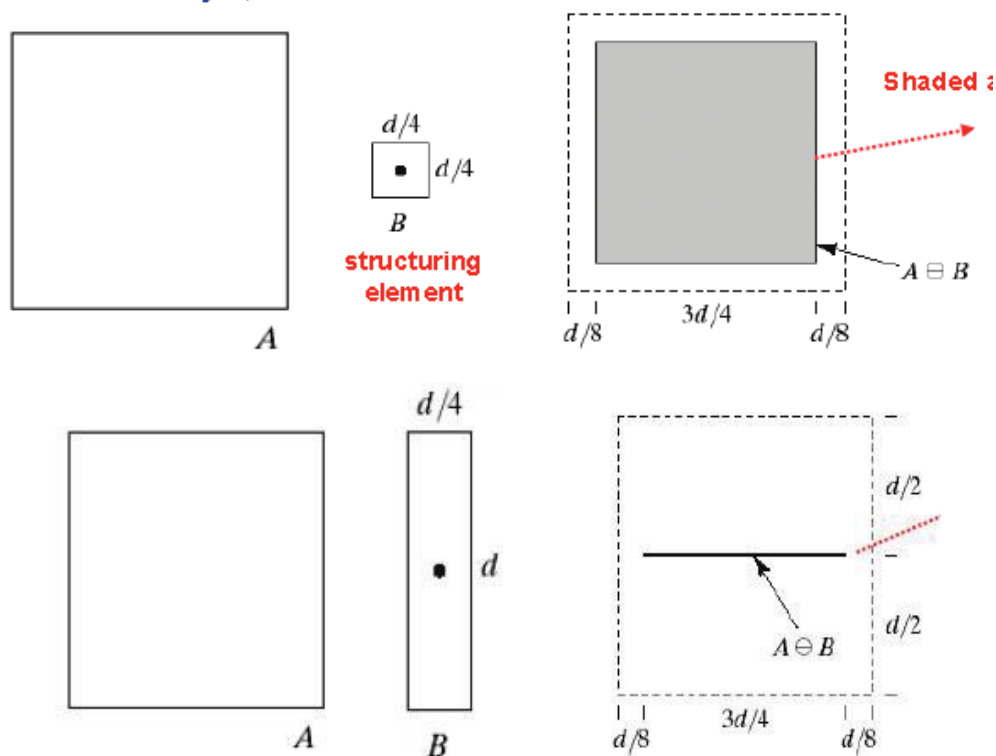 Shaded a
d/4
d/4
B
structuring
element
A
A ⊖ B
d/8
3d/4
d/8
d/4
d
A
B
d/2
d/2
A ⊖ B
d/8
3d/4
d/8